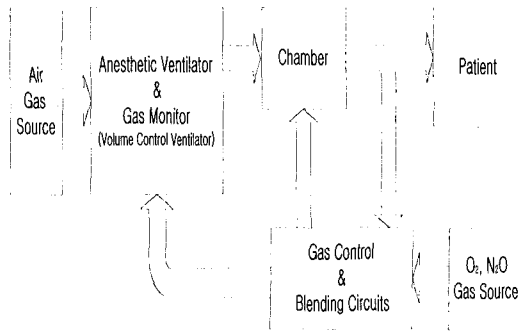 Air
Gas
Source
Anesthetic Ventilator
&
Gas Monitor
(Volume Control Ventilator)
Chamber
Patient
Gas Control
&
Blending Circuits
O₂, N₂O
Gas Source